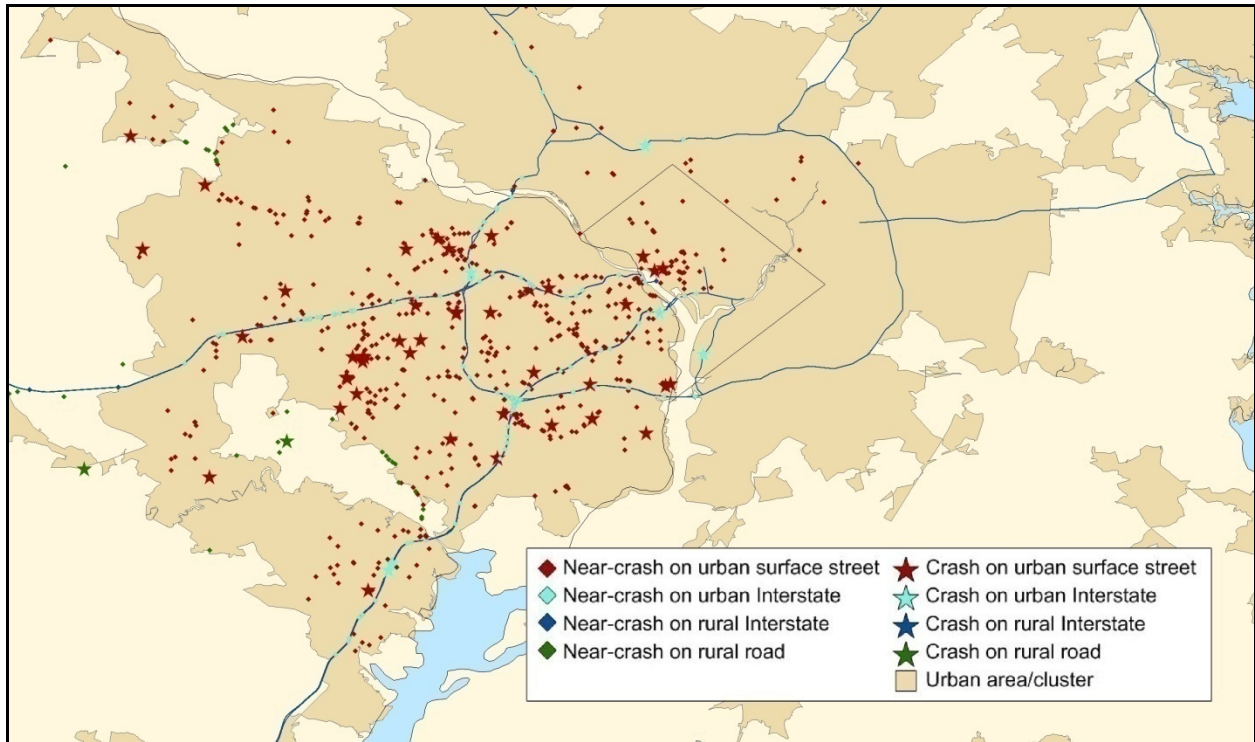 Near-crash on urban surface street
Near-crash on urban Interstate
Near-crash on rural Interstate
Near-crash on rural road
Crash on urban surface street
Crash on urban Interstate
Crash on rural Interstate
Crash on rural road
Urban area/cluster